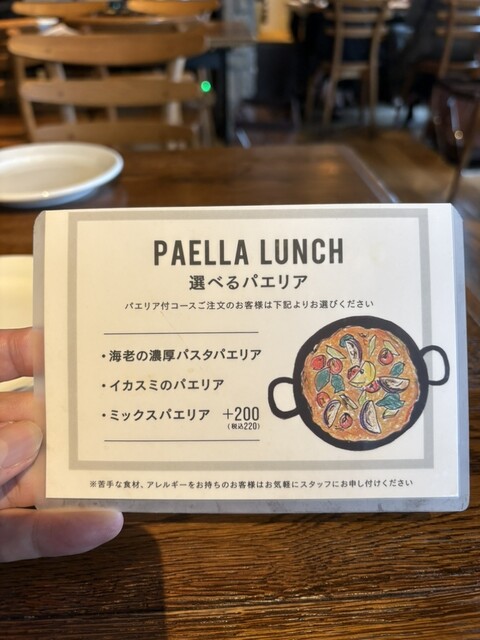 PAELLA LUNCH
選べるパエリア
パエリア付コースご注文のお客様は下記よりお選びください
・海老の濃厚パスタパエリア
・イカスミのパエリア
・ミックスパエリア +200
(税込220)
※苦手な食材、アレルギーをお持ちのお客様はお気軽にスタッフにお申し付けください